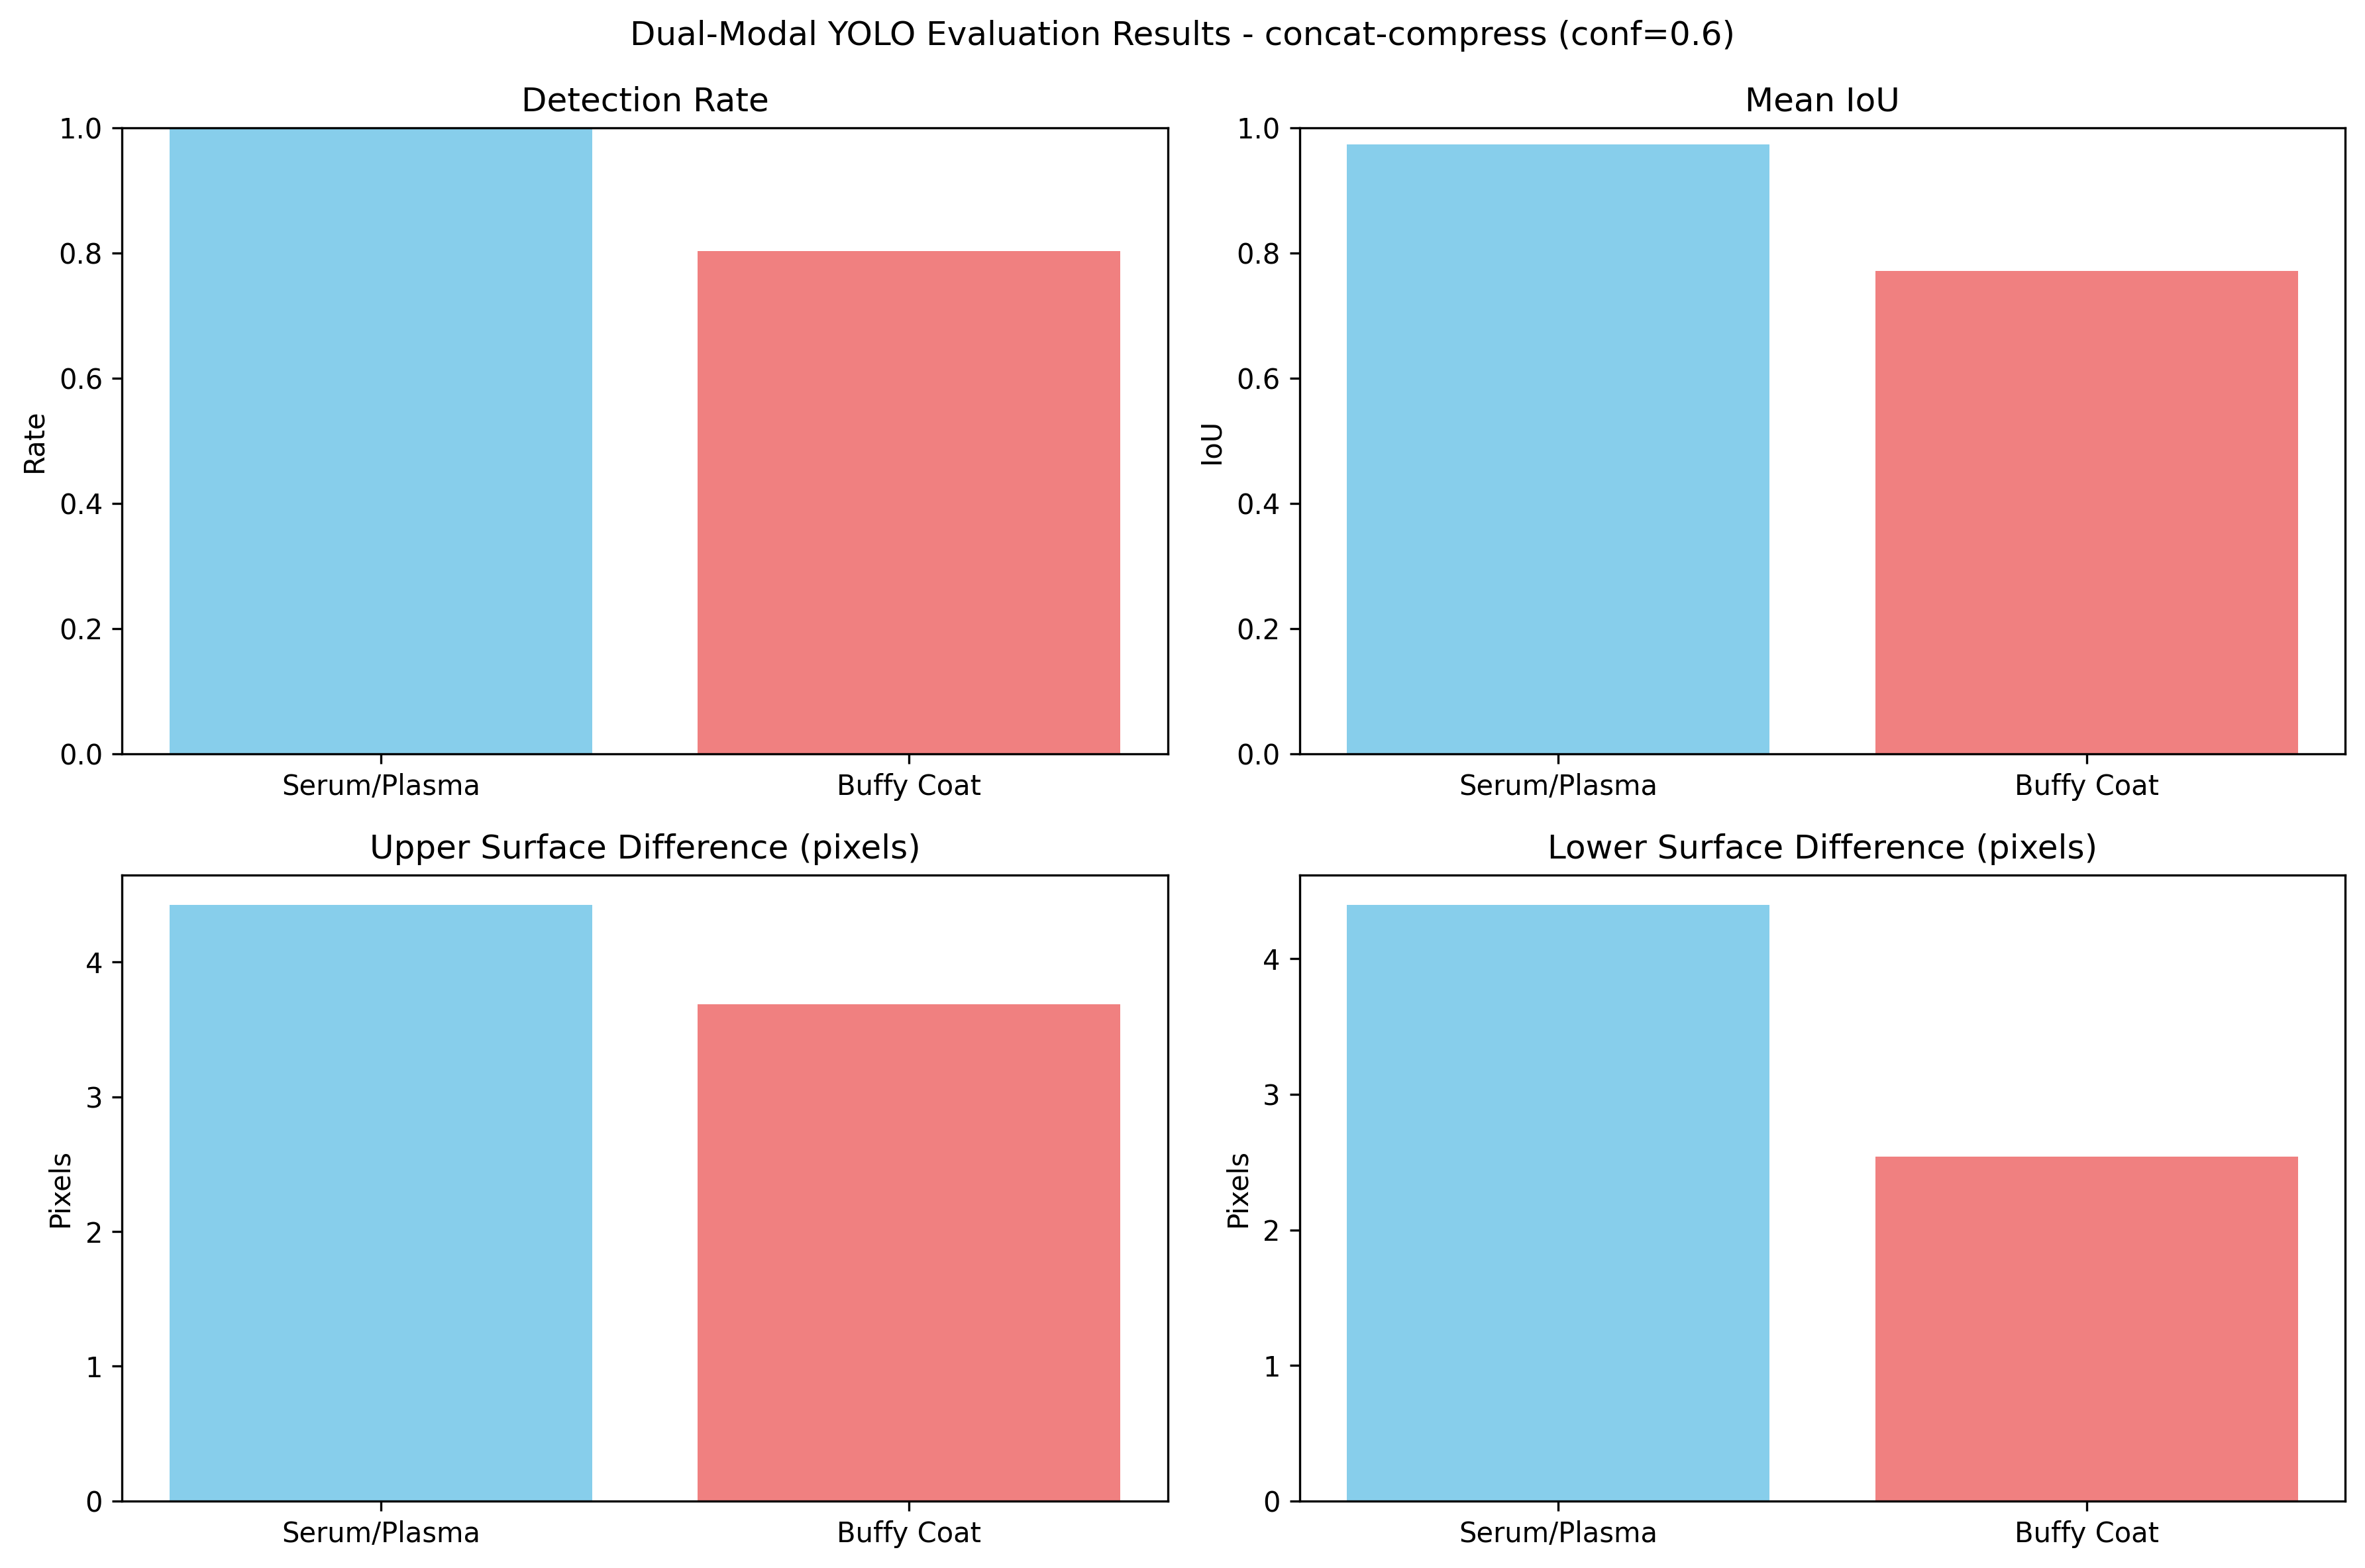 Dual-Modal YOLO Evaluation Results - concat-compress (conf=0.6)
Detection Rate
1.0
0.8
0.6
0.4
0.2
0.0
Rate
Serum/Plasma
Buffy Coat
Mean IoU
1.0
0.8
0.6
0.4
0.2
0.0
IoU
Serum/Plasma
Buffy Coat
Upper Surface Difference (pixels)
4
3
2
1
0
Pixels
Serum/Plasma
Buffy Coat
Lower Surface Difference (pixels)
4
3
2
1
0
Pixels
Serum/Plasma
Buffy Coat